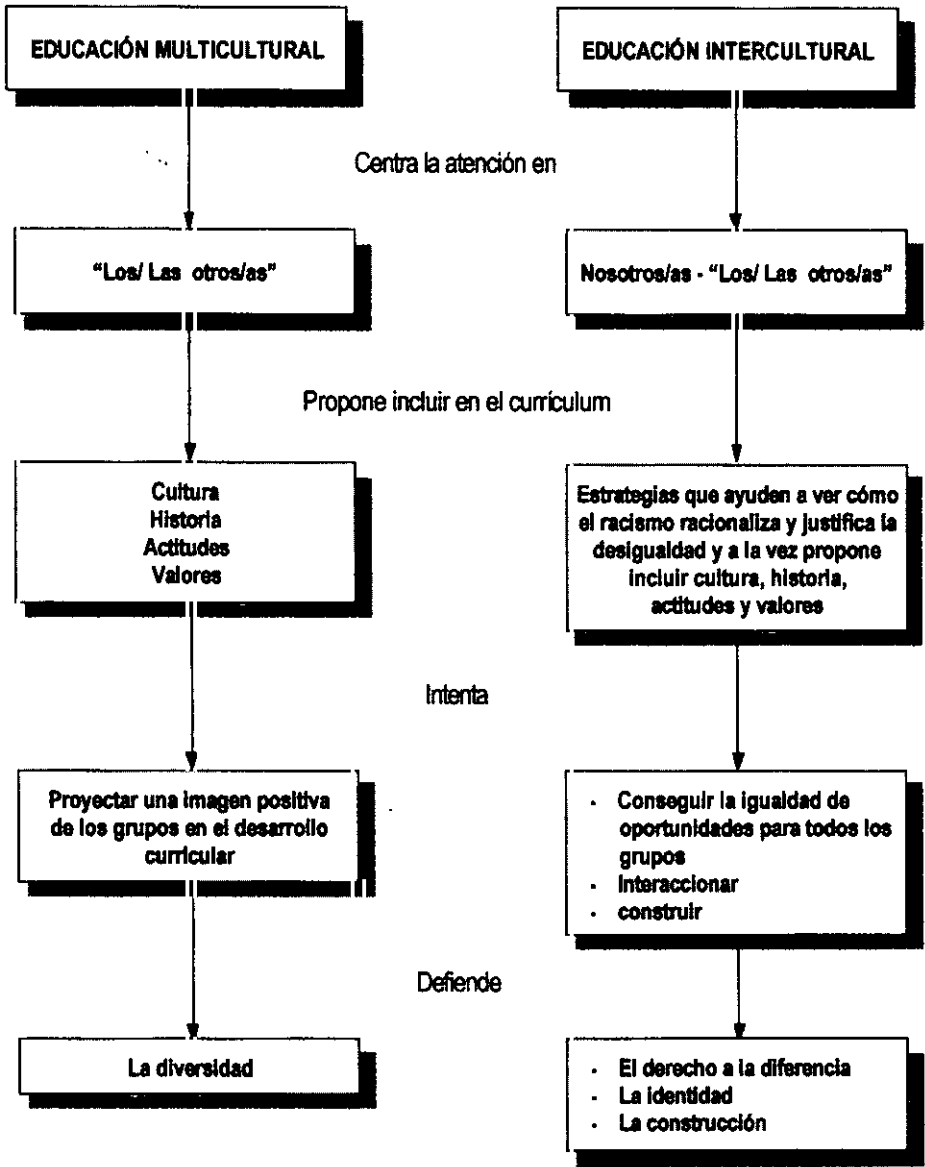 EDUCACIÓN MULTICULTURAL
EDUCACIÓN INTERCULTURAL
Centra la atención en
“Los/ Las otros/as”
Nosotros/as - “Los/ Las otros/as”
Propone incluir en el currículum
Cultura
Historia
Actitudes
Valores
Estrategias que ayuden a ver cómo
el racismo racionaliza y justifica la
desigualdad y a la vez propone
incluir cultura, historia,
actitudes y valores
Intenta
Proyectar una imagen positiva
de los grupos en el desarrollo
curricular
- Conseguir la igualdad de
oportunidades para todos los
grupos
- Interaccionar
- construir
Defiende
La diversidad
- El derecho a la diferencia
- La identidad
- La construcción